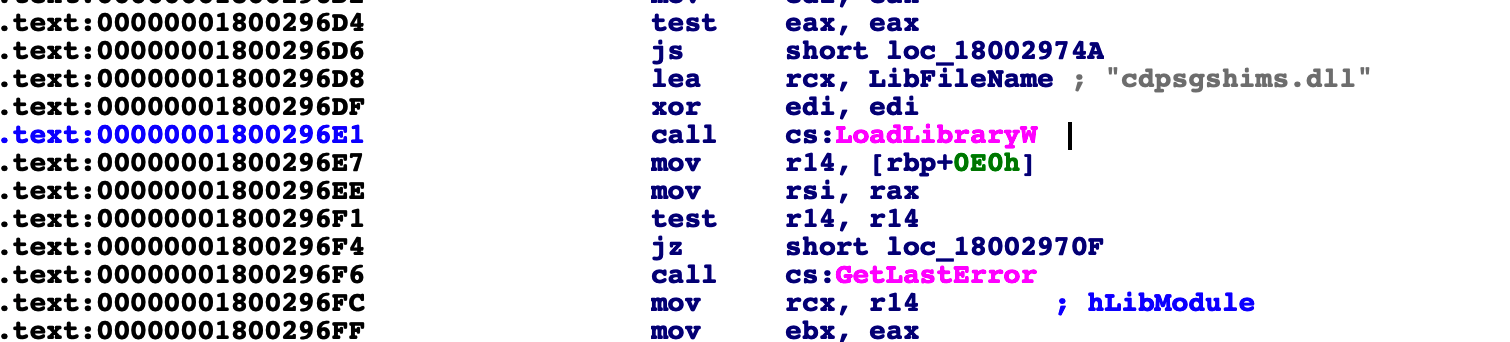 .text:00000001800296D4 test eax, eax
.text:00000001800296D6 js short loc_18002974A
.text:00000001800296D8 lea rcx, LibFileName ; "cdpsgshims.dll"
.text:00000001800296DF xor edi, edi
.text:00000001800296E1 call cs:LoadLibraryW
.text:00000001800296E7 mov r14, [rbp+0E0h]
.text:00000001800296EE mov rsi, rax
.text:00000001800296F1 test r14, r14
.text:00000001800296F4 jz short loc_18002970F
.text:00000001800296F6 call cs:GetLastError
.text:00000001800296FC mov rcx, r14 ; hLibModule
.text:00000001800296FF mov ebx, eax